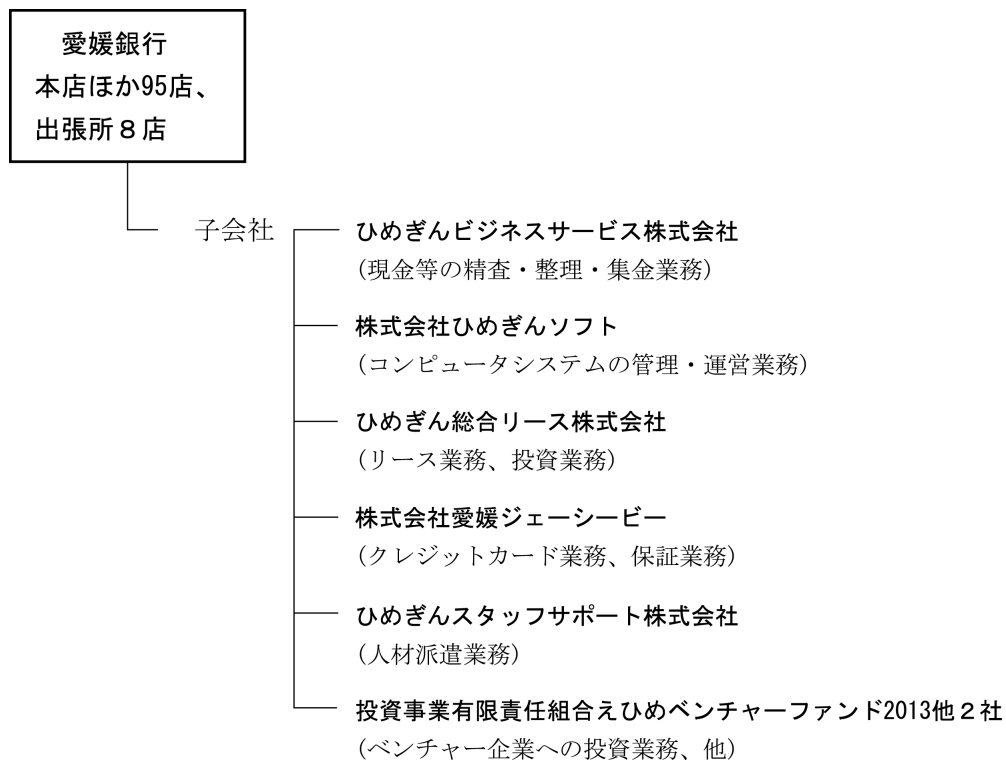 愛媛銀行
本店ほか95店、
出張所８店
子会社
ひめぎんビジネスサービス株式会社
（現金等の精査・整理・集金業務）
株式会社ひめぎんソフト
（コンピュータシステムの管理・運営業務）
ひめぎん総合リース株式会社
（リース業務、投資業務）
株式会社愛媛ジェーシービー
（クレジットカード業務、保証業務）
ひめぎんスタッフサポート株式会社
（人材派遣業務）
投資事業有限責任組合えひめベンチャーファンド2013他２社
（ベンチャー企業への投資業務、他）